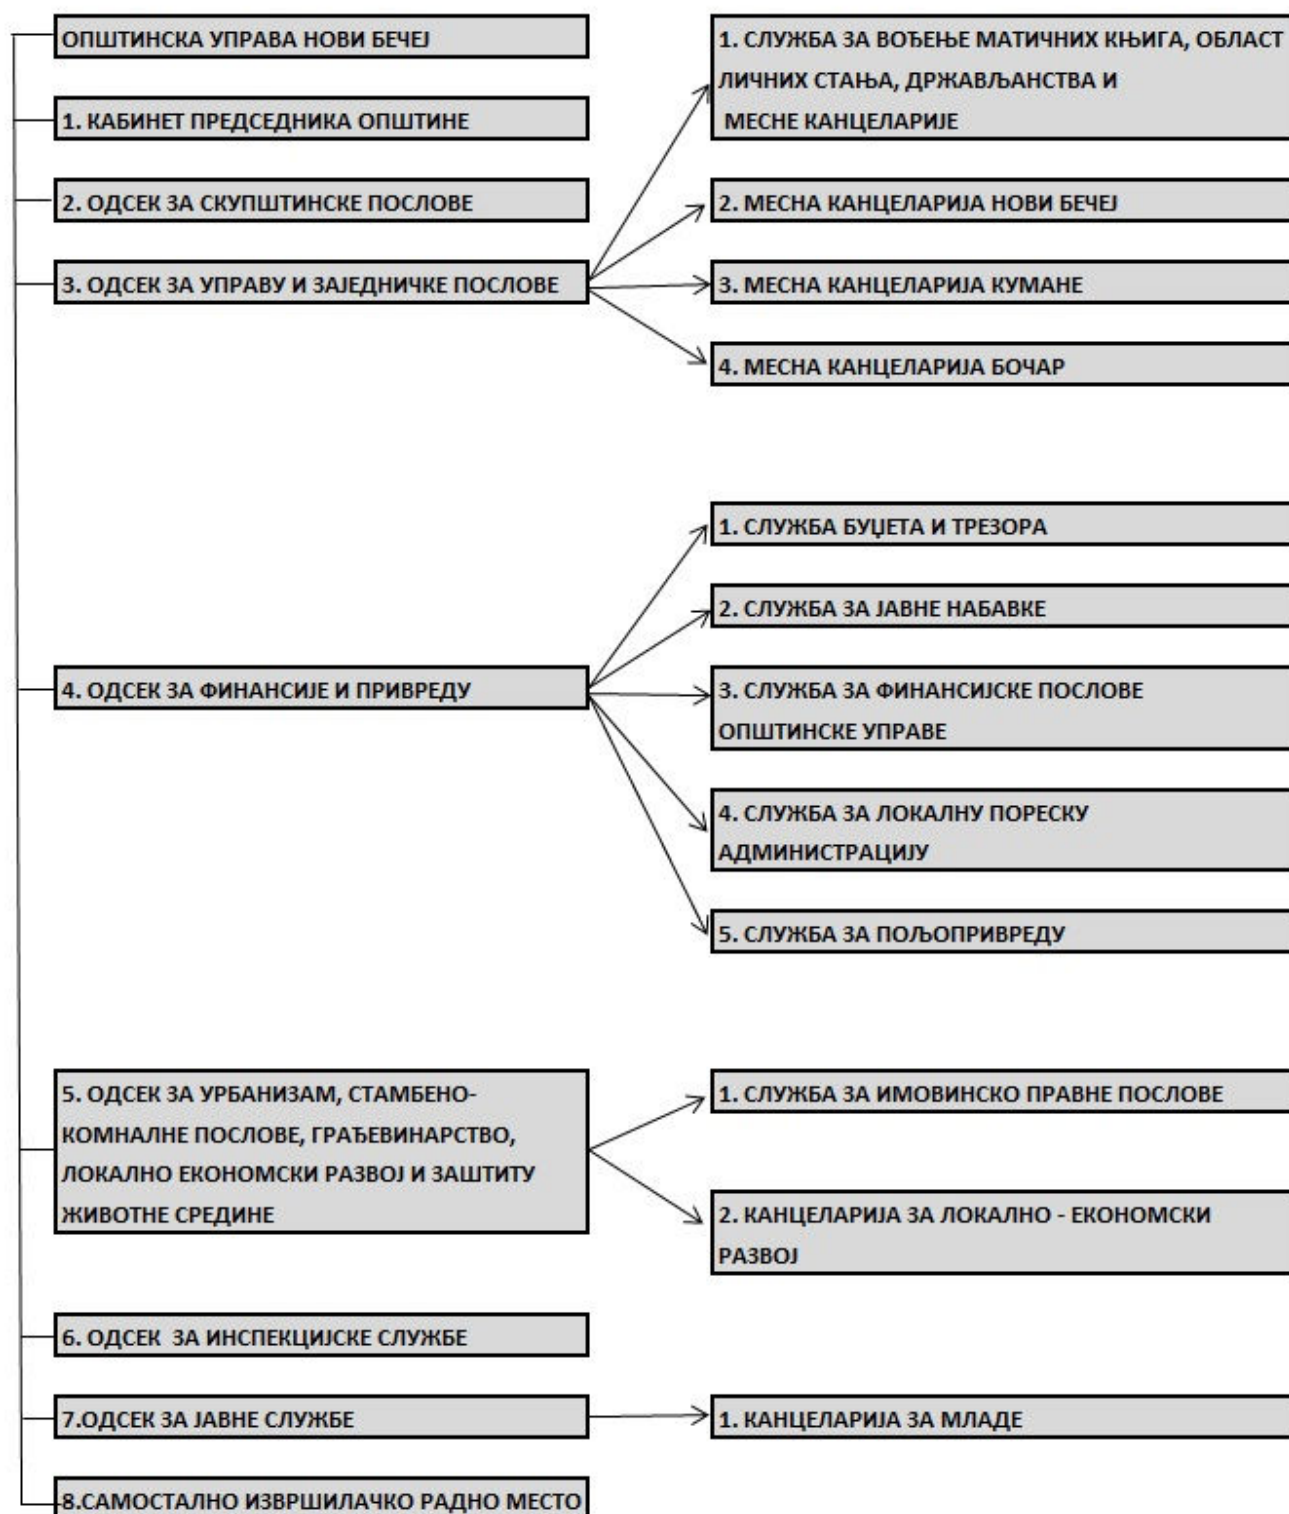 ОПШТИНСКА УПРАВА НОВИ БЕЧЕЈ
1. КАБИНЕТ ПРЕДСЕДНИКА ОПШТИНЕ
2. ОДСЕК ЗА СКУПШТИНСКЕ ПОСЛОВЕ
3. ОДСЕК ЗА УПРАВУ И ЗАЈЕДНИЧКЕ ПОСЛОВЕ
1. СЛУЖБА ЗА ВОЂЕЊЕ МАТИЧНИХ КЊИГА, ОБЛАСТ
ЛИЧНИХ СТАЊА, ДРЖАВЉАНСТВА И
МЕСНЕ КАНЦЕЛАРИЈЕ
2. МЕСНА КАНЦЕЛАРИЈА НОВИ БЕЧЕЈ
3. МЕСНА КАНЦЕЛАРИЈА КУМАНЕ
4. МЕСНА КАНЦЕЛАРИЈА БОЧАР
4. ОДСЕК ЗА ФИНАНСИЈЕ И ПРИВРЕДУ
1. СЛУЖБА БУЏЕТА И ТРЕЗОРА
2. СЛУЖБА ЗА ЈАВНЕ НАБАВКЕ
3. СЛУЖБА ЗА ФИНАНСИЈСКЕ ПОСЛОВЕ
ОПШТИНСКЕ УПРАВЕ
4. СЛУЖБА ЗА ЛОКАЛНУ ПОРЕСКУ
АДМИНИСТРАЦИЈУ
5. СЛУЖБА ЗА ПОЉОПРИВРЕДУ
5. ОДСЕК ЗА УРБАНИЗАМ, СТАМБЕНО-
КОМНАЛНЕ ПОСЛОВЕ, ГРАЂЕВИНАРСТВО,
ЛОКАЛНО ЕКОНОМСКИ РАЗВОЈ И ЗАШТИТУ
ЖИВОТНЕ СРЕДИНЕ
1. СЛУЖБА ЗА ИМОВИНСКО ПРАВНЕ ПОСЛОВЕ
2. КАНЦЕЛАРИЈА ЗА ЛОКАЛНО - ЕКОНОМСКИ
РАЗВОЈ
6. ОДСЕК  ЗА ИНСПЕКЦИЈСКЕ СЛУЖБЕ
7.ОДСЕК ЗА ЈАВНЕ СЛУЖБЕ
1. КАНЦЕЛАРИЈА ЗА МЛАДЕ
8.САМОСТАЛНО ИЗВРШИЛАЧКО РАДНО МЕСТО